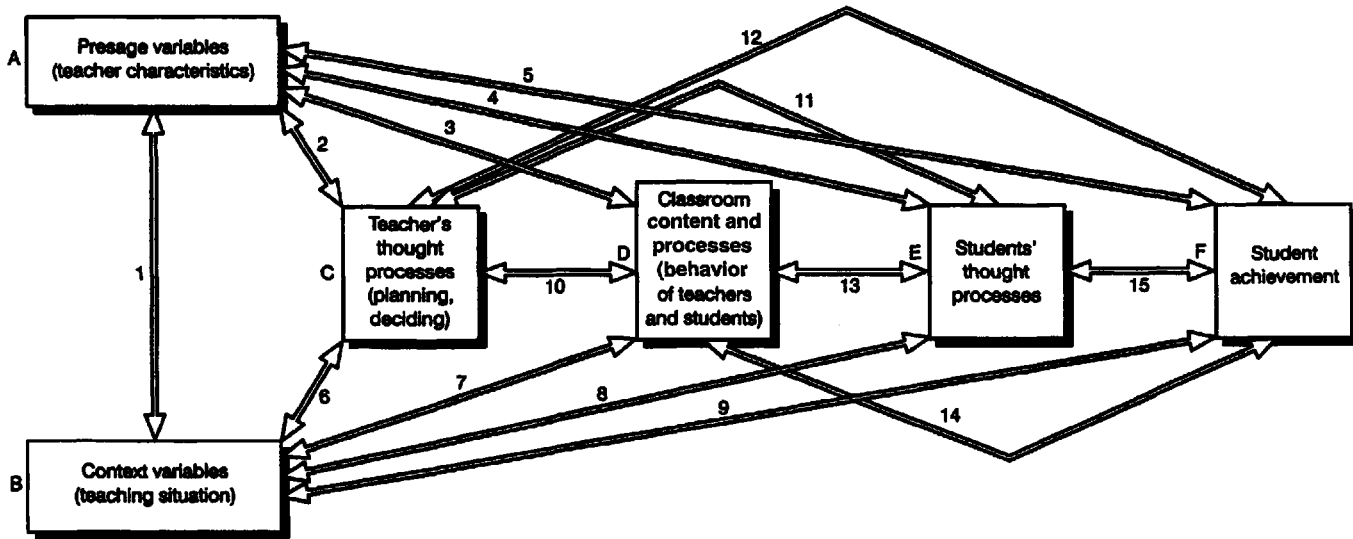 A
Presage variables
(teacher characteristics)
12
5
4
11
3
2
1
C
Teacher's
thought
processes
(planning,
deciding)
10
D
Classroom
content and
processes
(behavior
of teachers
and students)
13
E
Students'
thought
processes
15
F
Student
achievement
6
7
8
9
14
B
Context variables
(teaching situation)